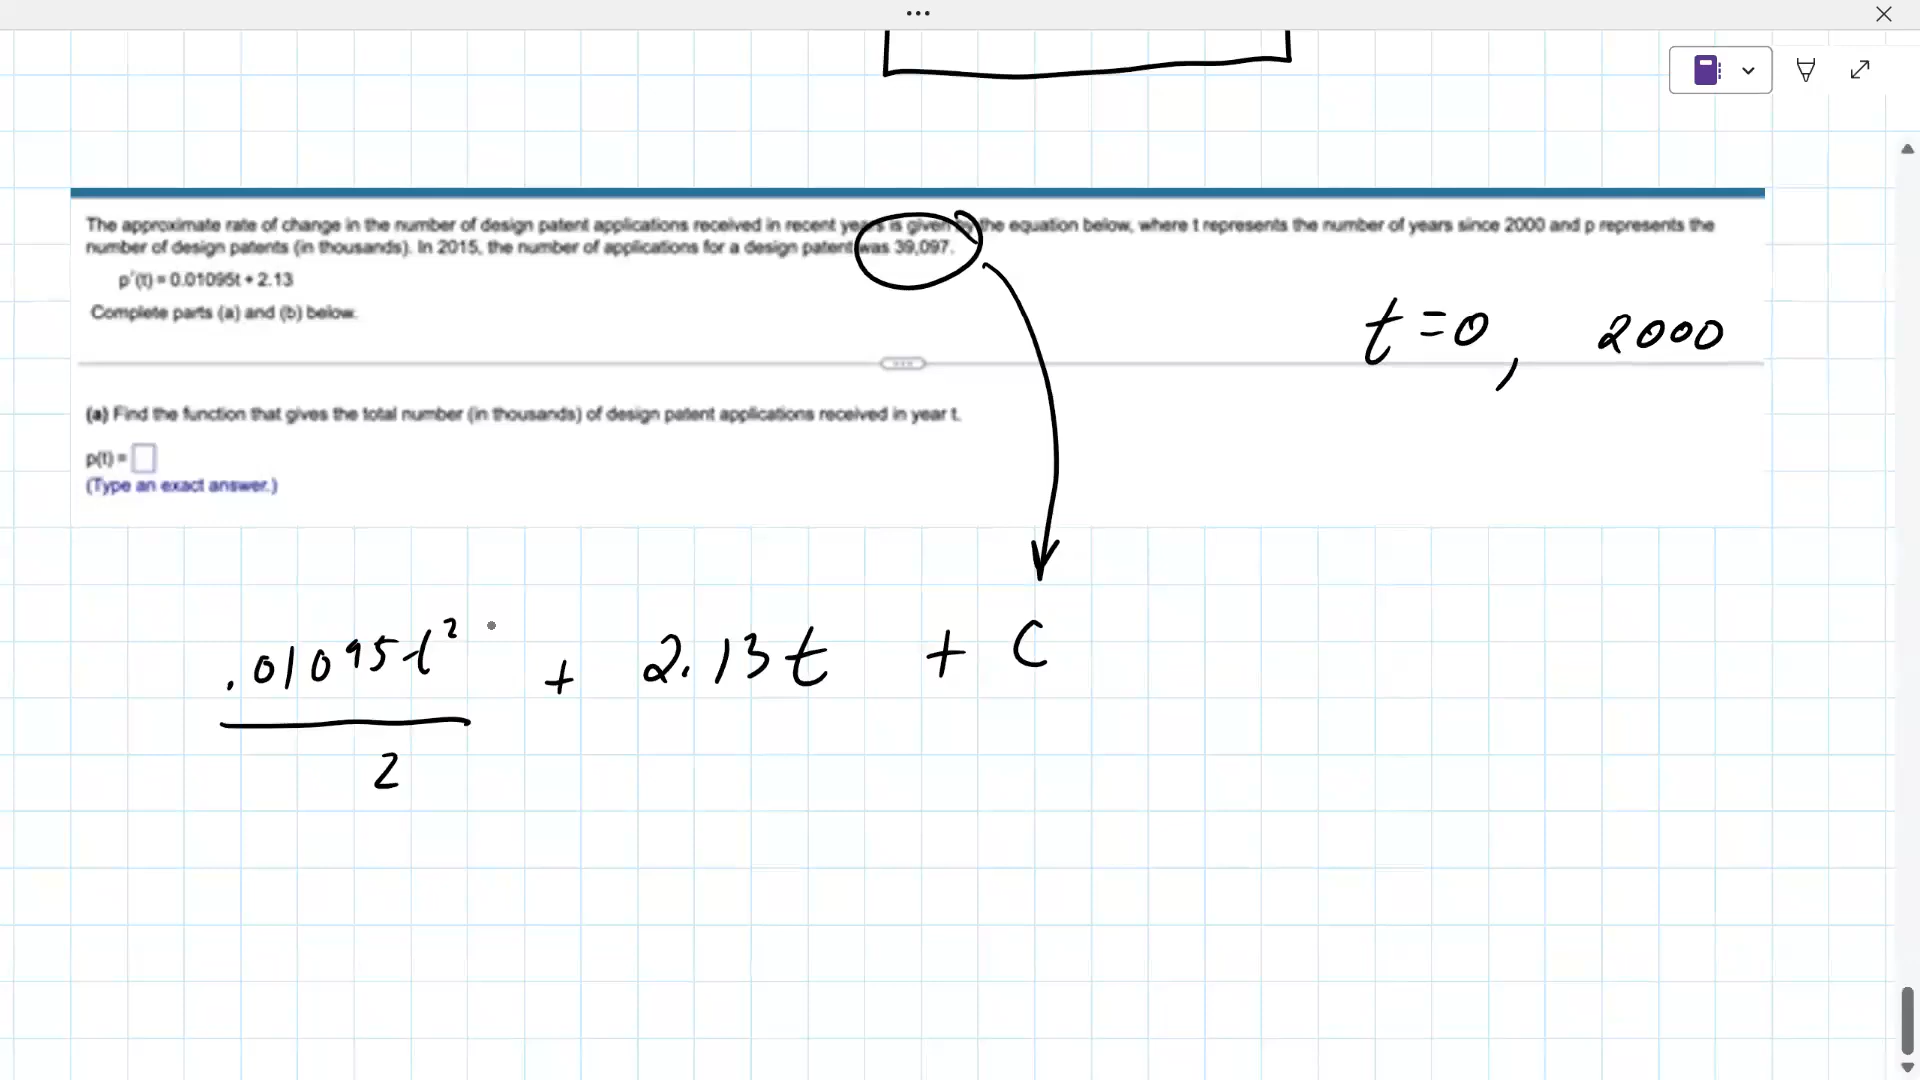 The approximate rate of change in the number of design patent applications received in recent years is given by the equation below, where t represents the number of years since 2000 and p represents the
number of design patents (in thousands). In 2015, the number of applications for a design patent was 39,097.
p'(t) = 0.01095t + 2.13
Complete parts (a) and (b) below.
t = 0, 2000
(a) Find the function that gives the total number (in thousands) of design patent applications received in year t.
p(t) =
(Type an exact answer.)
.01095t² + 2.13t + C
2